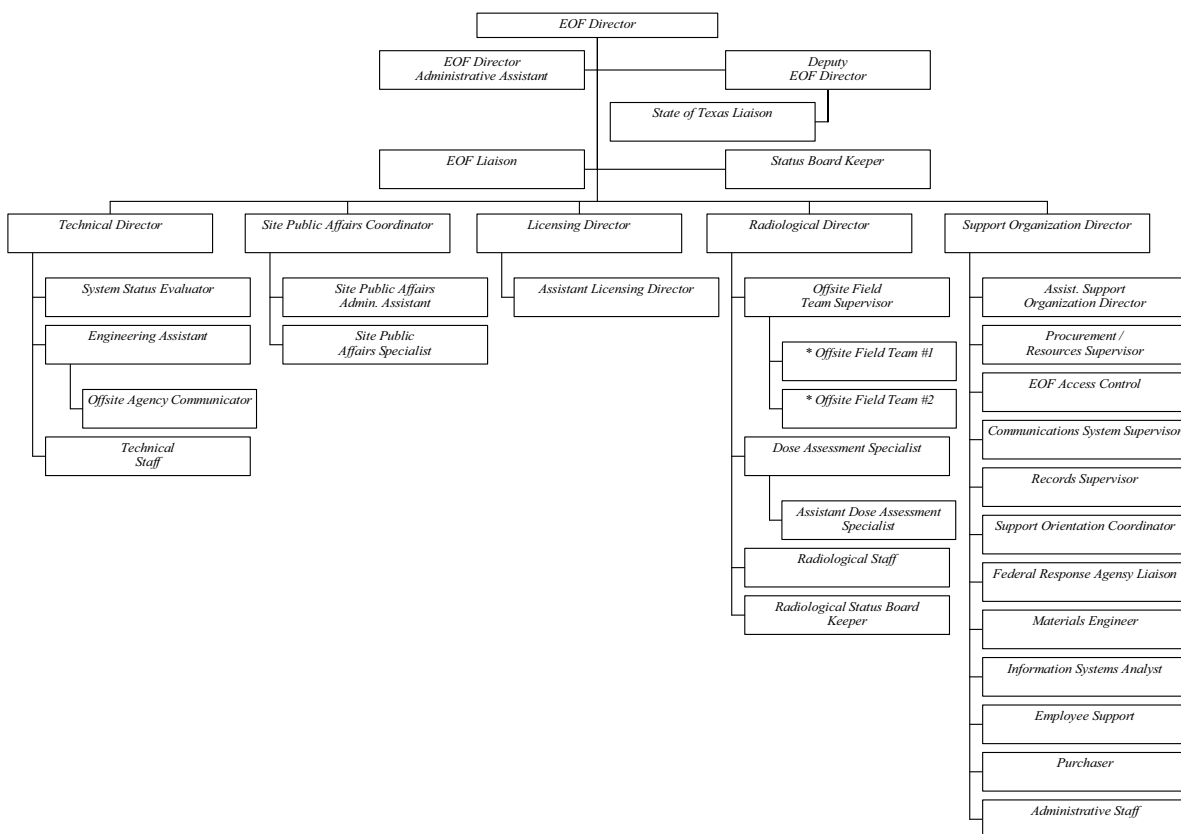 EOF Director
EOF Director
Administrative Assistant
Deputy
EOF Director
State of Texas Liaison
EOF Liaison
Status Board Keeper
Technical Director
System Status Evaluator
Engineering Assistant
Offsite Agency Communicator
Technical
Staff
Site Public Affairs Coordinator
Site Public Affairs
Admin. Assistant
Site Public
Affairs Specialist
Licensing Director
Assistant Licensing Director
Radiological Director
Offsite Field
Team Supervisor
* Offsite Field Team #1
* Offsite Field Team #2
Dose Assessment Specialist
Assistant Dose Assessment
Specialist
Radiological Staff
Radiological Status Board
Keeper
Support Organization Director
Assist. Support
Organization Director
Procurement /
Resources Supervisor
EOF Access Control
Communications System Supervisor
Records Supervisor
Support Orientation Coordinator
Federal Response Agensy Liaison
Materials Engineer
Information Systems Analyst
Employee Support
Purchaser
Administrative Staff